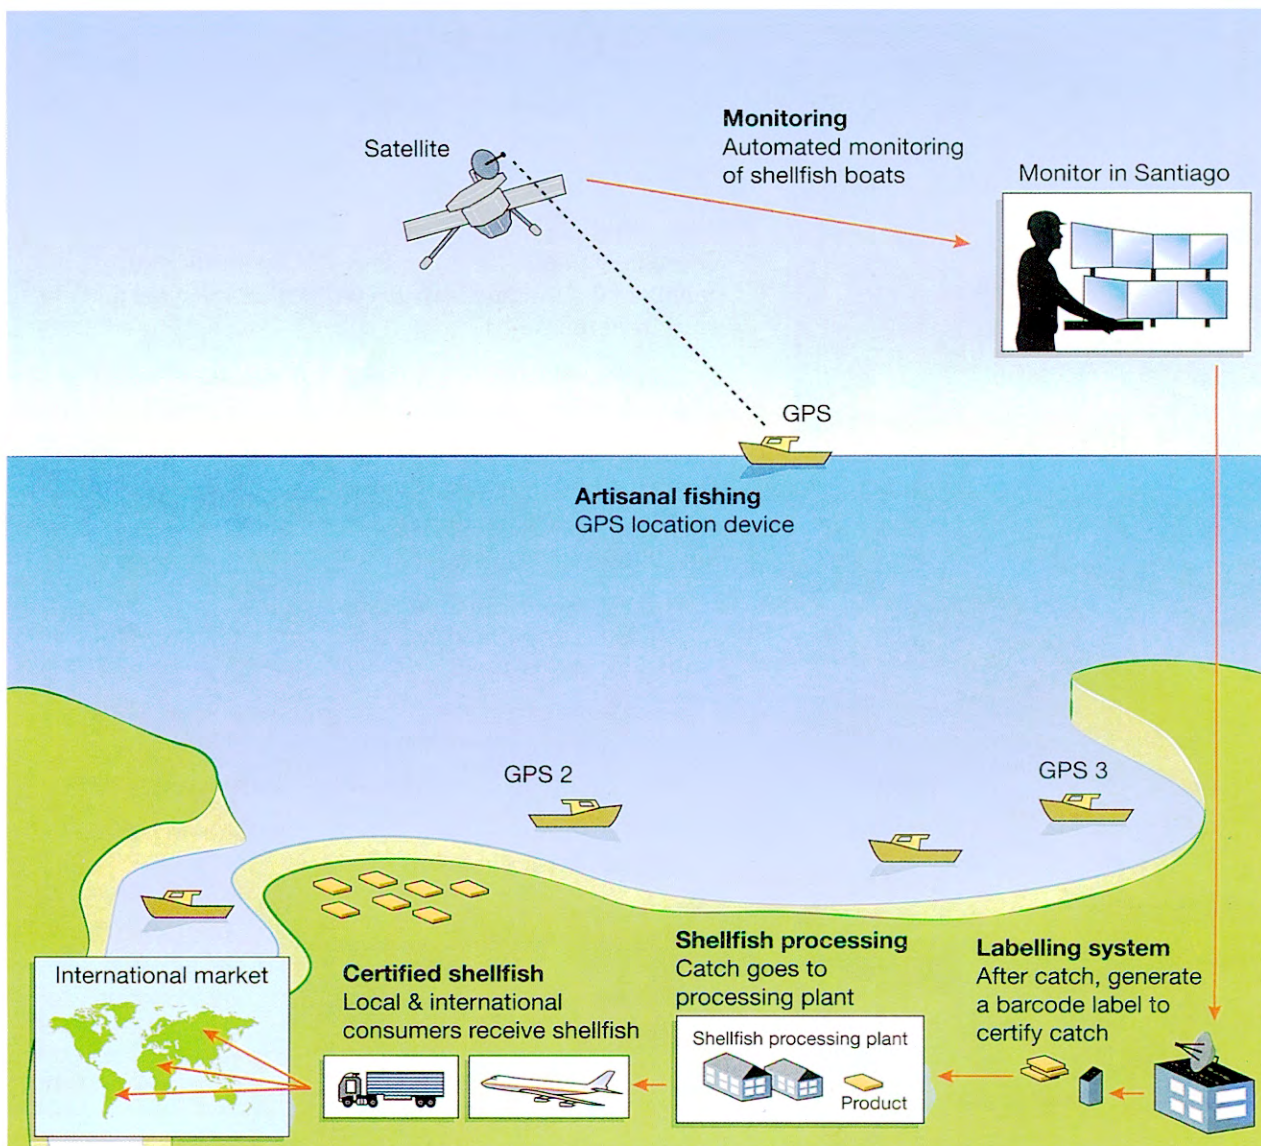 Satellite
Monitoring
Automated monitoring
of shellfish boats
Monitor in Santiago
GPS
Artisanal fishing
GPS location device
GPS 2
GPS 3
International market
Certified shellfish
Local & international
consumers receive shellfish
Shellfish processing
Catch goes to
processing plant
Shellfish processing plant
Product
Labelling system
After catch, generate
a barcode label to
certify catch